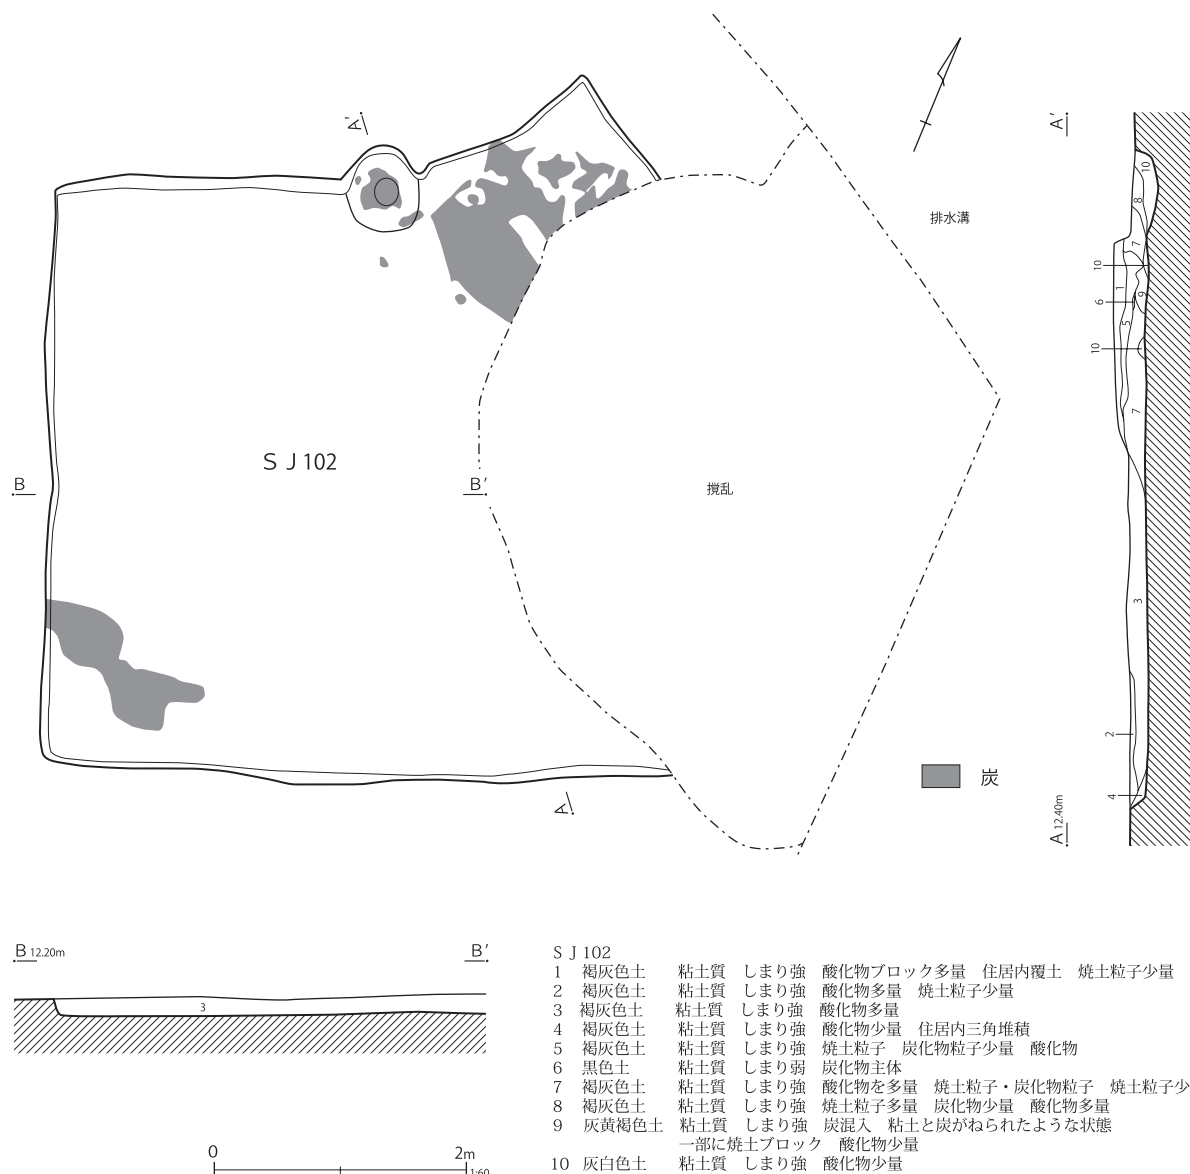 A'
A'
排水溝
10
8
7
10
1
9
6
5
10
7
ＳＪ102
B
B'
撹乱
3
2
炭
4
A
A 12.40m
B 12.20m
B'
3
ＳＪ102
1　褐灰色土　粘土質　しまり強　酸化物ブロック多量　住居内覆土　焼土粒子少量
2　褐灰色土　粘土質　しまり強　酸化物多量　焼土粒子少量
3　褐灰色土　粘土質　しまり強　酸化物多量
4　褐灰色土　粘土質　しまり強　酸化物少量　住居内三角堆積
5　褐灰色土　粘土質　しまり強　焼土粒子　炭化物粒子少量　酸化物
6　黒色土　粘土質　しまり弱　炭化物主体
7　褐灰色土　粘土質　しまり強　酸化物を多量　焼土粒子・炭化物粒子　焼土粒子少
8　褐灰色土　粘土質　しまり強　焼土粒子多量　炭化物少量　酸化物多量
9　灰黄褐色土　粘土質　しまり強　炭混入　粘土と炭がねられたような状態
一部に焼土ブロック　酸化物少量
10　灰白色土　粘土質　しまり強　酸化物少量
0　2m
1:60